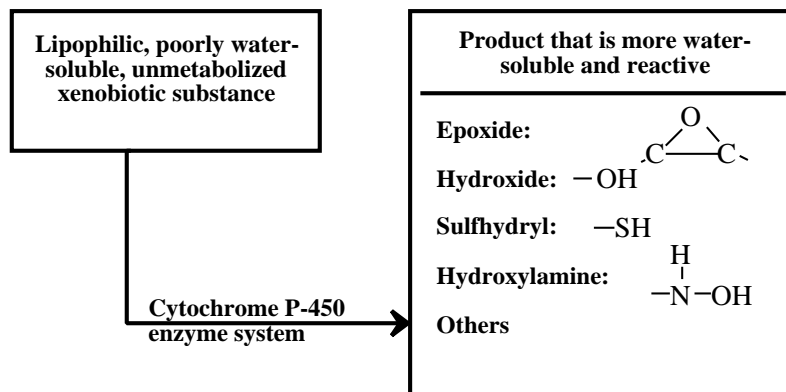 Lipophilic, poorly water-
soluble, unmetabolized
xenobiotic substance
Cytochrome P-450
enzyme system
Product that is more water-
soluble and reactive
Epoxide:
O
C C
Hydroxide: –OH
Sulfhydryl: –SH
H
Hydroxylamine:
–N–OH
Others